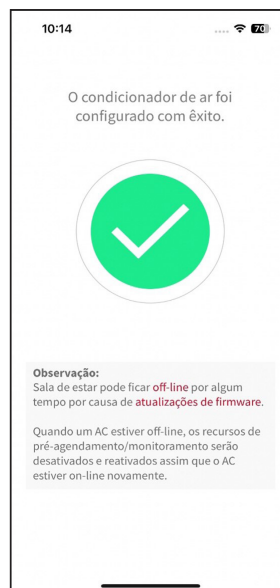 10:14
70
O condicionador de ar foi
configurado com êxito.
Observação:
Sala de estar pode ficar off-line por algum
tempo por causa de atualizações de firmware.
Quando um AC estiver off-line, os recursos de
pré-agendamento/monitoramento serão
desativados e reativados assim que o AC
estiver on-line novamente.